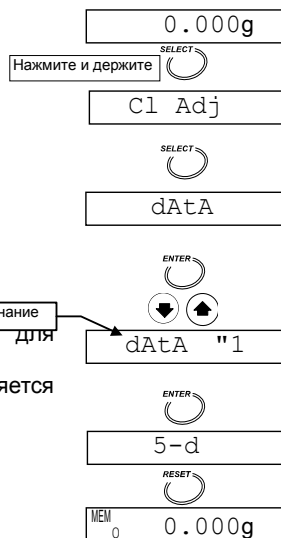 0.000g
SELECT
Нажмите и держите
Cl Adj
SELECT
dAtA
ENTER
для
dAtA "1
ENTER
5-d
RESET
MEM
0 0.000g